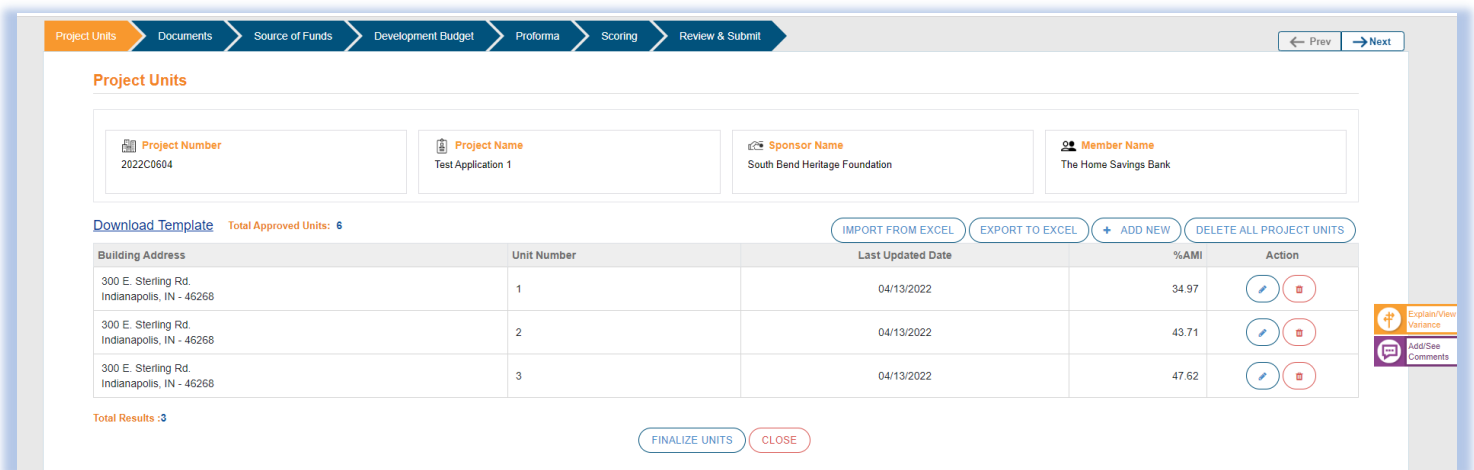 Project Units
Documents
Source of Funds
Development Budget
Proforma
Scoring
Review & Submit
Prev
Next
Project Units
Project Number
2022C0604
Project Name
Test Application 1
Sponsor Name
South Bend Heritage Foundation
Member Name
The Home Savings Bank
Download Template Total Approved Units: 6
IMPORT FROM EXCEL
EXPORT TO EXCEL
+ ADD NEW
DELETE ALL PROJECT UNITS
Building Address Unit Number Last Updated Date %AMI Action
300 E. Sterling Rd.
Indianapolis, IN - 46268
1 04/13/2022 34.97
300 E. Sterling Rd.
Indianapolis, IN - 46268
2 04/13/2022 43.71
300 E. Sterling Rd.
Indianapolis, IN - 46268
3 04/13/2022 47.62
Explain/View
Variance
Add/See
Comments
Total Results :3
FINALIZE UNITS
CLOSE